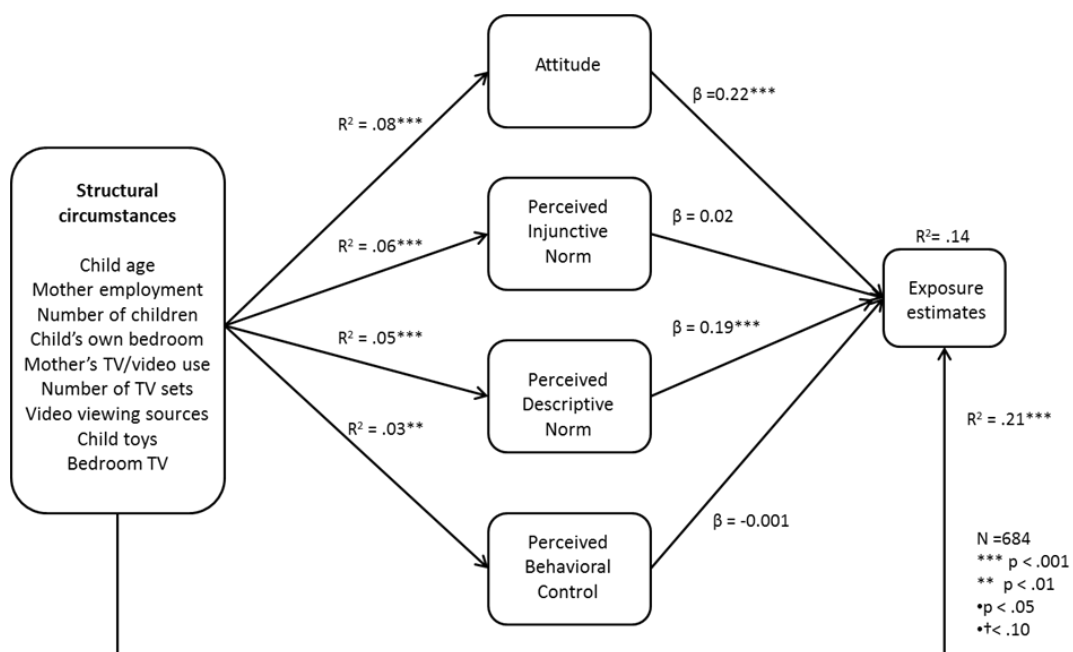 Structural
circumstances
Child age
Mother employment
Number of children
Child's own bedroom
Mother's TV/video use
Number of TV sets
Video viewing sources
Child toys
Bedroom TV
R² = .08***
R² = .06***
R² = .05***
R² = .03**
Attitude
Perceived
Injunctive
Norm
Perceived
Descriptive
Norm
Perceived
Behavioral
Control
β =0.22***
β = 0.02
β = 0.19***
β = -0.001
R²= .14
Exposure
estimates
R² = .21***
N =684
*** p < .001
** p < .01
•p < .05
•†< .10